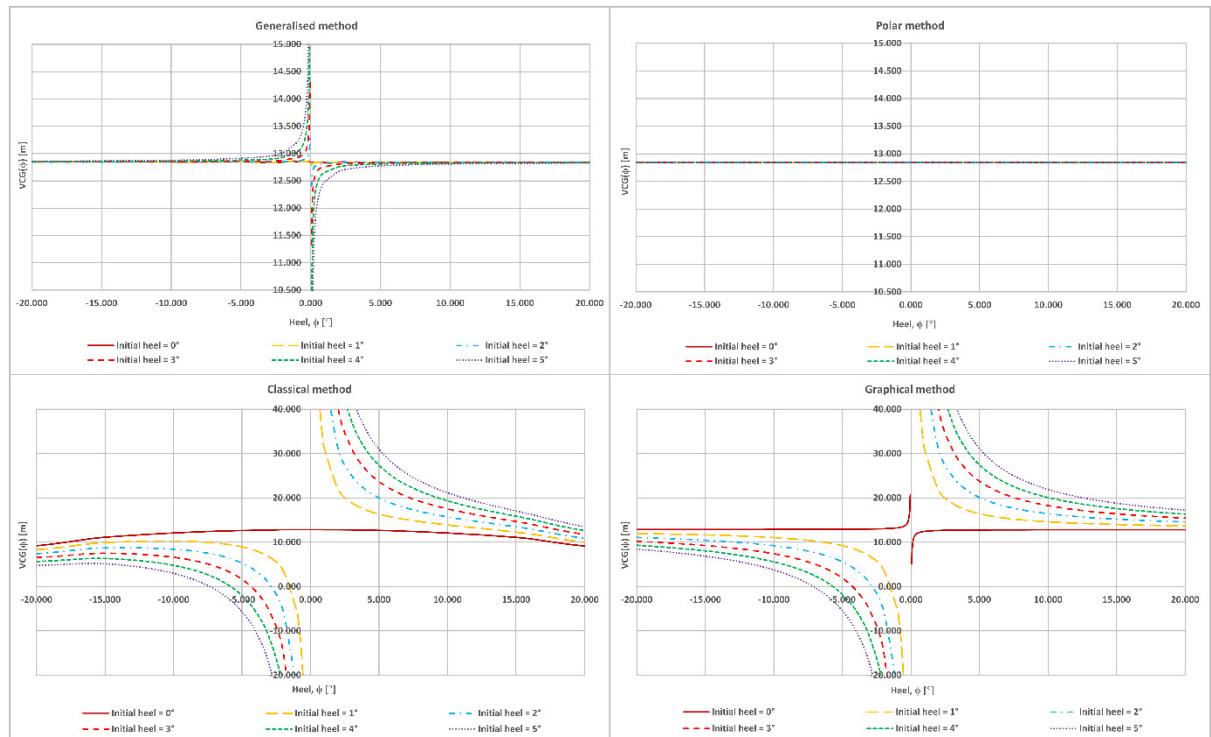 Generalised method
15.000
14.500
14.000
13.500
13.000
12.500
12.000
11.500
11.000
10.500
VCG(ϕ) [m]
-20.000 -15.000 -10.000 -5.000 0.000 5.000 10.000 15.000 20.000
Heel, ϕ [°]
Initial heel = 0° Initial heel = 1° Initial heel = 2°
Initial heel = 3° Initial heel = 4° Initial heel = 5°
Polar method
15.000
14.500
14.000
13.500
13.000
12.500
12.000
11.500
11.000
10.500
VCG(ϕ) [m]
-20.000 -15.000 -10.000 -5.000 0.000 5.000 10.000 15.000 20.000
Heel, ϕ [°]
Initial heel = 0° Initial heel = 1° Initial heel = 2°
Initial heel = 3° Initial heel = 4° Initial heel = 5°
Classical method
40.000
30.000
20.000
10.000
0.000
-10.000
-20.000
VCG(ϕ) [m]
-20.000 -15.000 -10.000 -5.000 0.000 5.000 10.000 15.000 20.000
Heel, ϕ [°]
Initial heel = 0° Initial heel = 1° Initial heel = 2°
Initial heel = 3° Initial heel = 4° Initial heel = 5°
Graphical method
40.000
30.000
20.000
10.000
0.000
-10.000
-20.000
VCG(ϕ) [m]
-20.000 -15.000 -10.000 -5.000 0.000 5.000 10.000 15.000 20.000
Heel, ϕ [°]
Initial heel = 0° Initial heel = 1° Initial heel = 2°
Initial heel = 3° Initial heel = 4° Initial heel = 5°